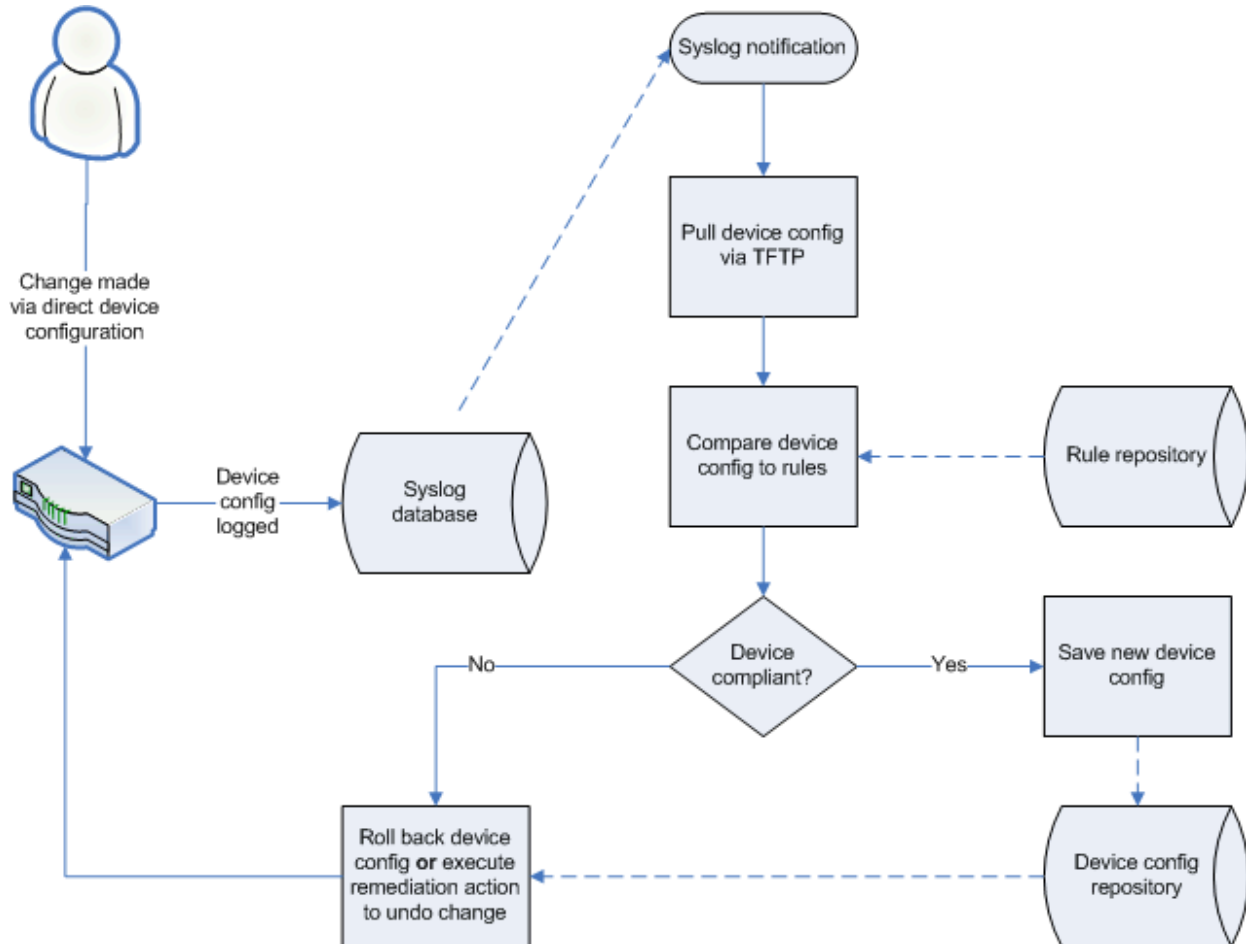 Syslog notification
Pull device config
via TFTP
Change made
via direct device
configuration
Device
config
logged
Syslog
database
Compare device
config to rules
Rule repository
Device
compliant?
No
Yes
Save new device
config
Roll back device
config or execute
remediation action
to undo change
Device config
repository